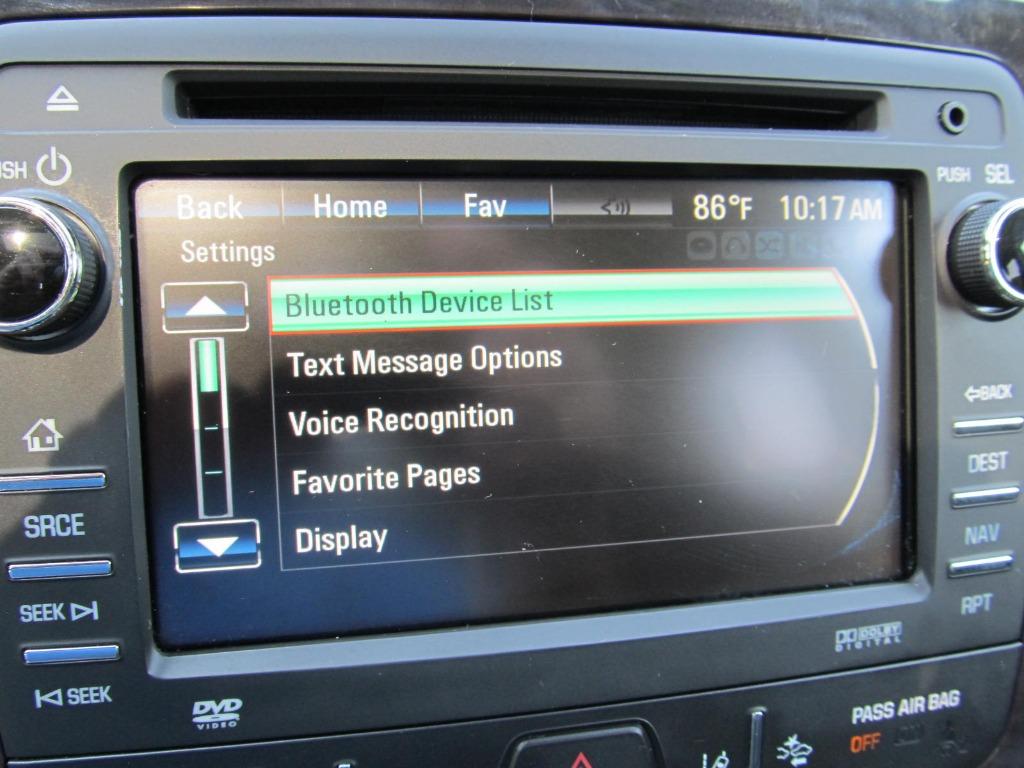 PUSH SEL
Back Home Fav 86°F 10:17 AM
Settings
Bluetooth Device List
Text Message Options
Voice Recognition
Favorite Pages
Display
BACK
DEST
NAV
RPT
SRCE
SEEK
SEEK
DVD
VIDEO
DOLBY
DIGITAL
PASS AIR BAG
OFF